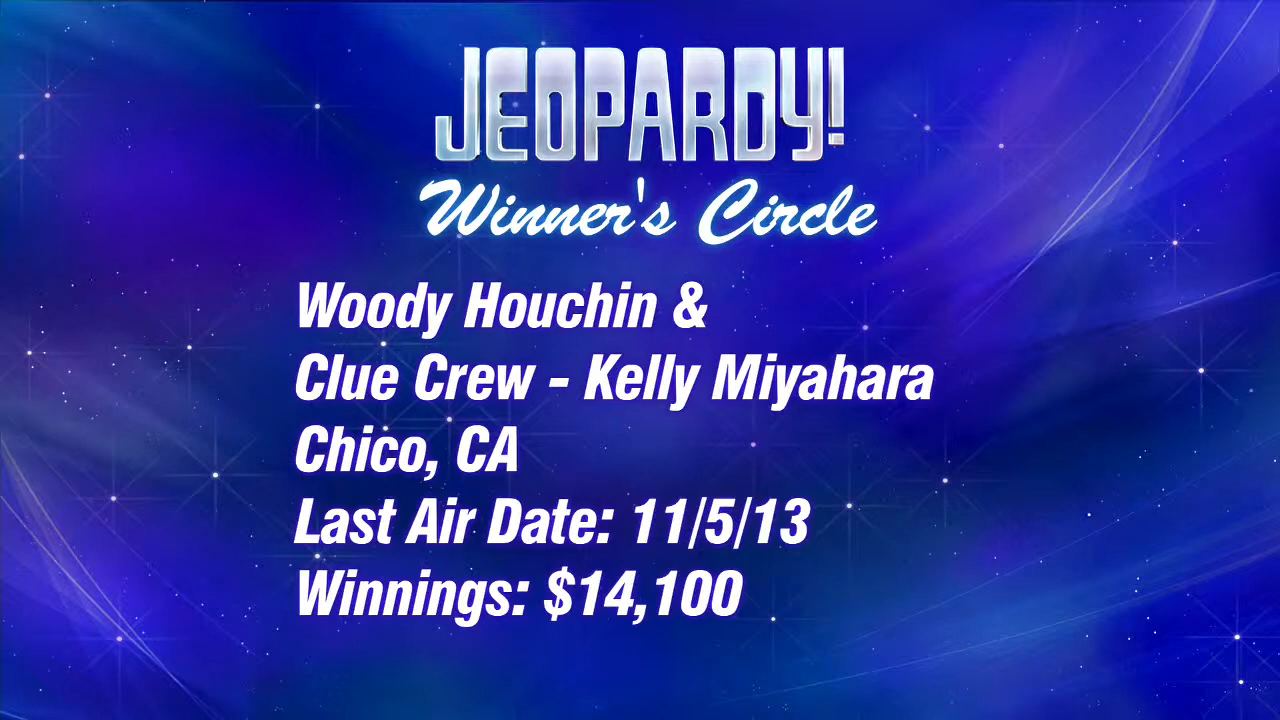 JEOPARDY!
Winner's Circle
Woody Houchin &
Clue Crew - Kelly Miyahara
Chico, CA
Last Air Date: 11/5/13
Winnings: $14,100